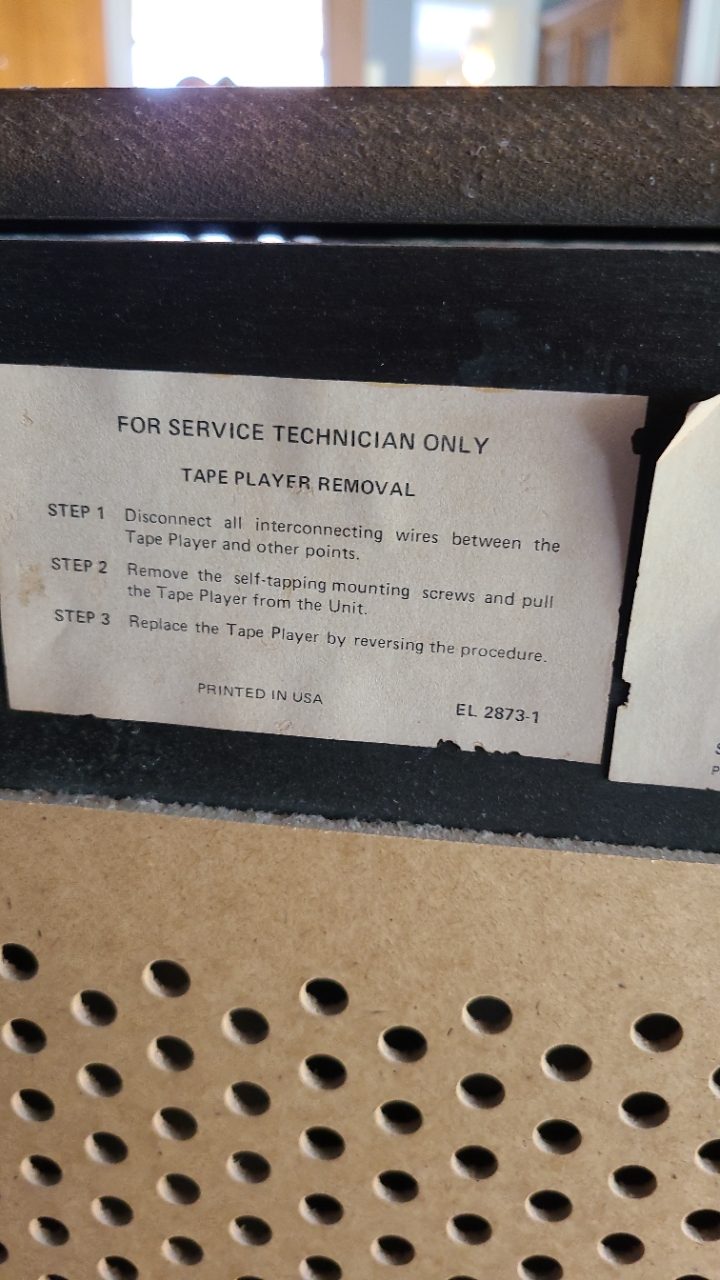 FOR SERVICE TECHNICIAN ONLY
TAPE PLAYER REMOVAL
STEP 1 Disconnect all interconnecting wires between the
Tape Player and other points.
STEP 2 Remove the self-tapping mounting screws and pull
the Tape Player from the Unit.
STEP 3 Replace the Tape Player by reversing the procedure.
PRINTED IN USA EL 2873-1
S
P